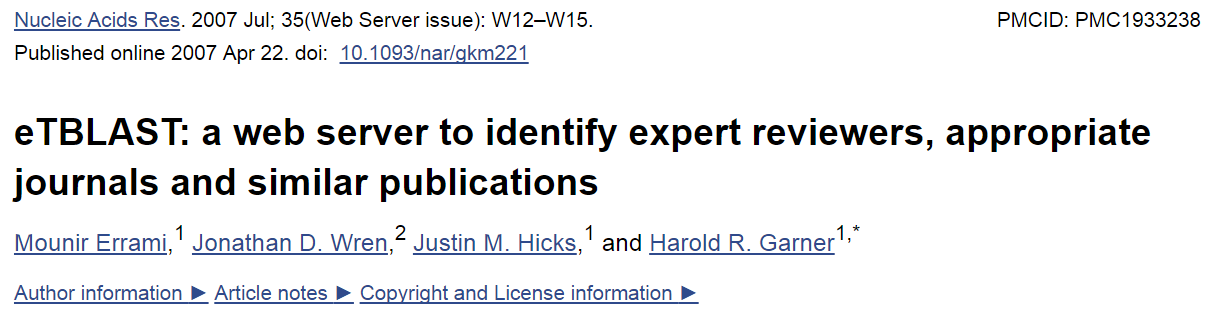 Nucleic Acids Res. 2007 Jul; 35(Web Server issue): W12–W15. PMCID: PMC1933238
Published online 2007 Apr 22. doi: 10.1093/nar/gkm221
eTBLAST: a web server to identify expert reviewers, appropriate
journals and similar publications
Mounir Errami,1 Jonathan D. Wren,2 Justin M. Hicks,1 and Harold R. Garner1,*
Author information ► Article notes ► Copyright and License information ►